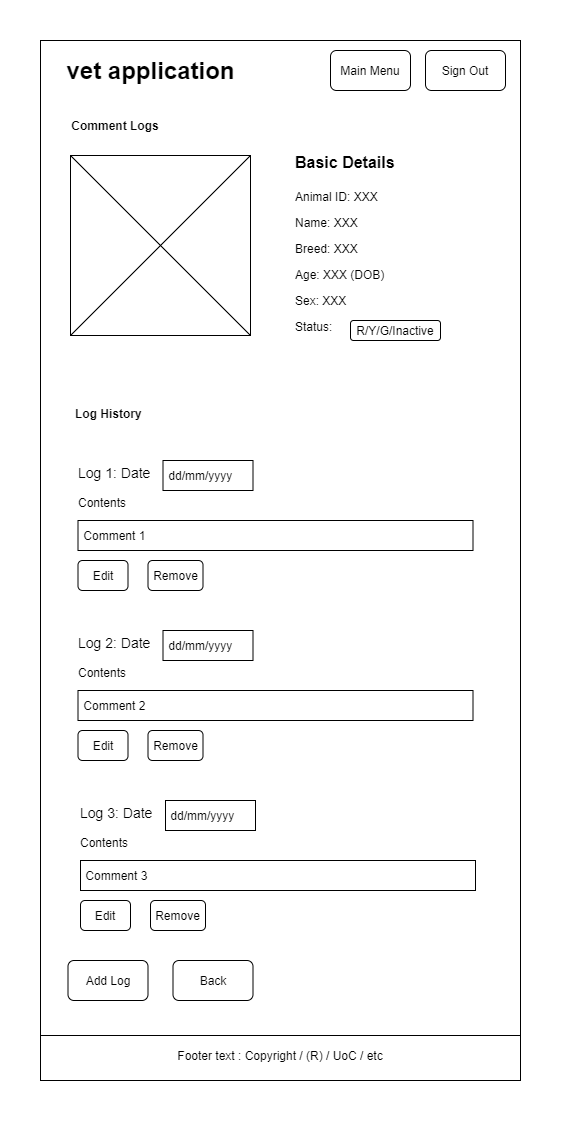 vet application
Main Menu
Sign Out
Comment Logs
Basic Details
Animal ID: XXX
Name: XXX
Breed: XXX
Age: XXX (DOB)
Sex: XXX
Status: R/Y/G/Inactive
Log History
Log 1: Date dd/mm/yyyy
Contents
Comment 1
Edit Remove
Log 2: Date dd/mm/yyyy
Contents
Comment 2
Edit Remove
Log 3: Date dd/mm/yyyy
Contents
Comment 3
Edit Remove
Add Log Back
Footer text : Copyright / (R) / UoC / etc